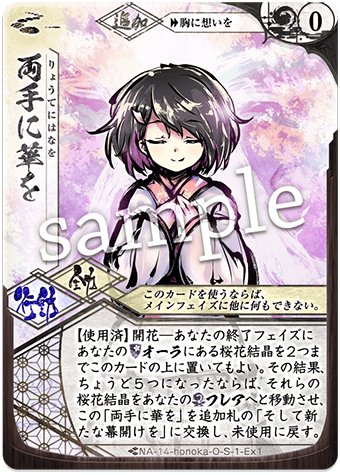 追加
▶▶胸に想いを
0
両手に華を
りょうてにはなを
sample
行動
全力
このカードを使うならば、
メインフェイズに他に何もできない。
【使用済】開花―あなたの終了フェイズに
あなたのオーラにある桜花結晶を2つま
でこのカードの上に置いてもよい。その結果、
ちょうど5つになったならば、それらの
桜花結晶をあなたのフレアへと移動させ、
この「両手に華を」を追加札の「そして新
たな幕開けを」に交換し、未使用に戻す。
NA-14-honoka-O-S-1-Ex1